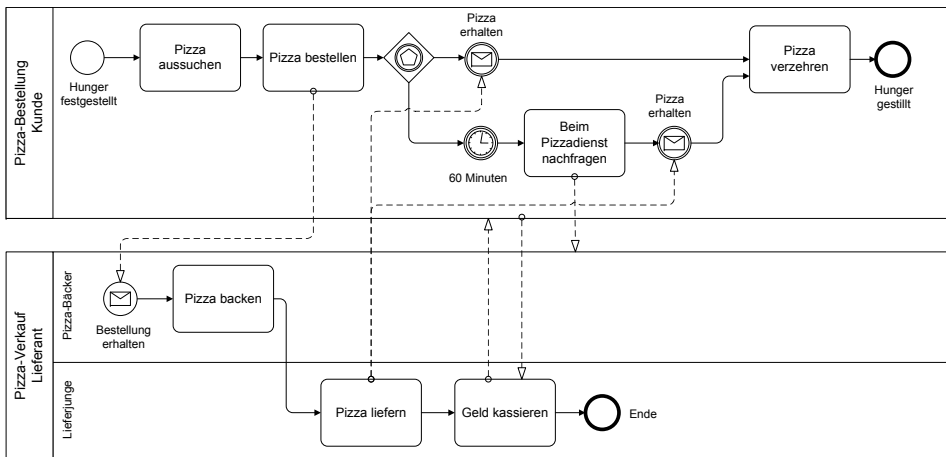 Pizza-Bestellung
Kunde
Hunger
festgestellt
Pizza
aussuchen
Pizza bestellen
Pizza
erhalten
60 Minuten
Beim
Pizzadienst
nachfragen
Pizza
erhalten
Pizza
verzehren
Hunger
gestillt
Pizza-Verkauf
Lieferant
Pizza-Bäcker
Bestellung
erhalten
Pizza backen
Lieferjunge
Pizza liefern
Geld kassieren
Ende